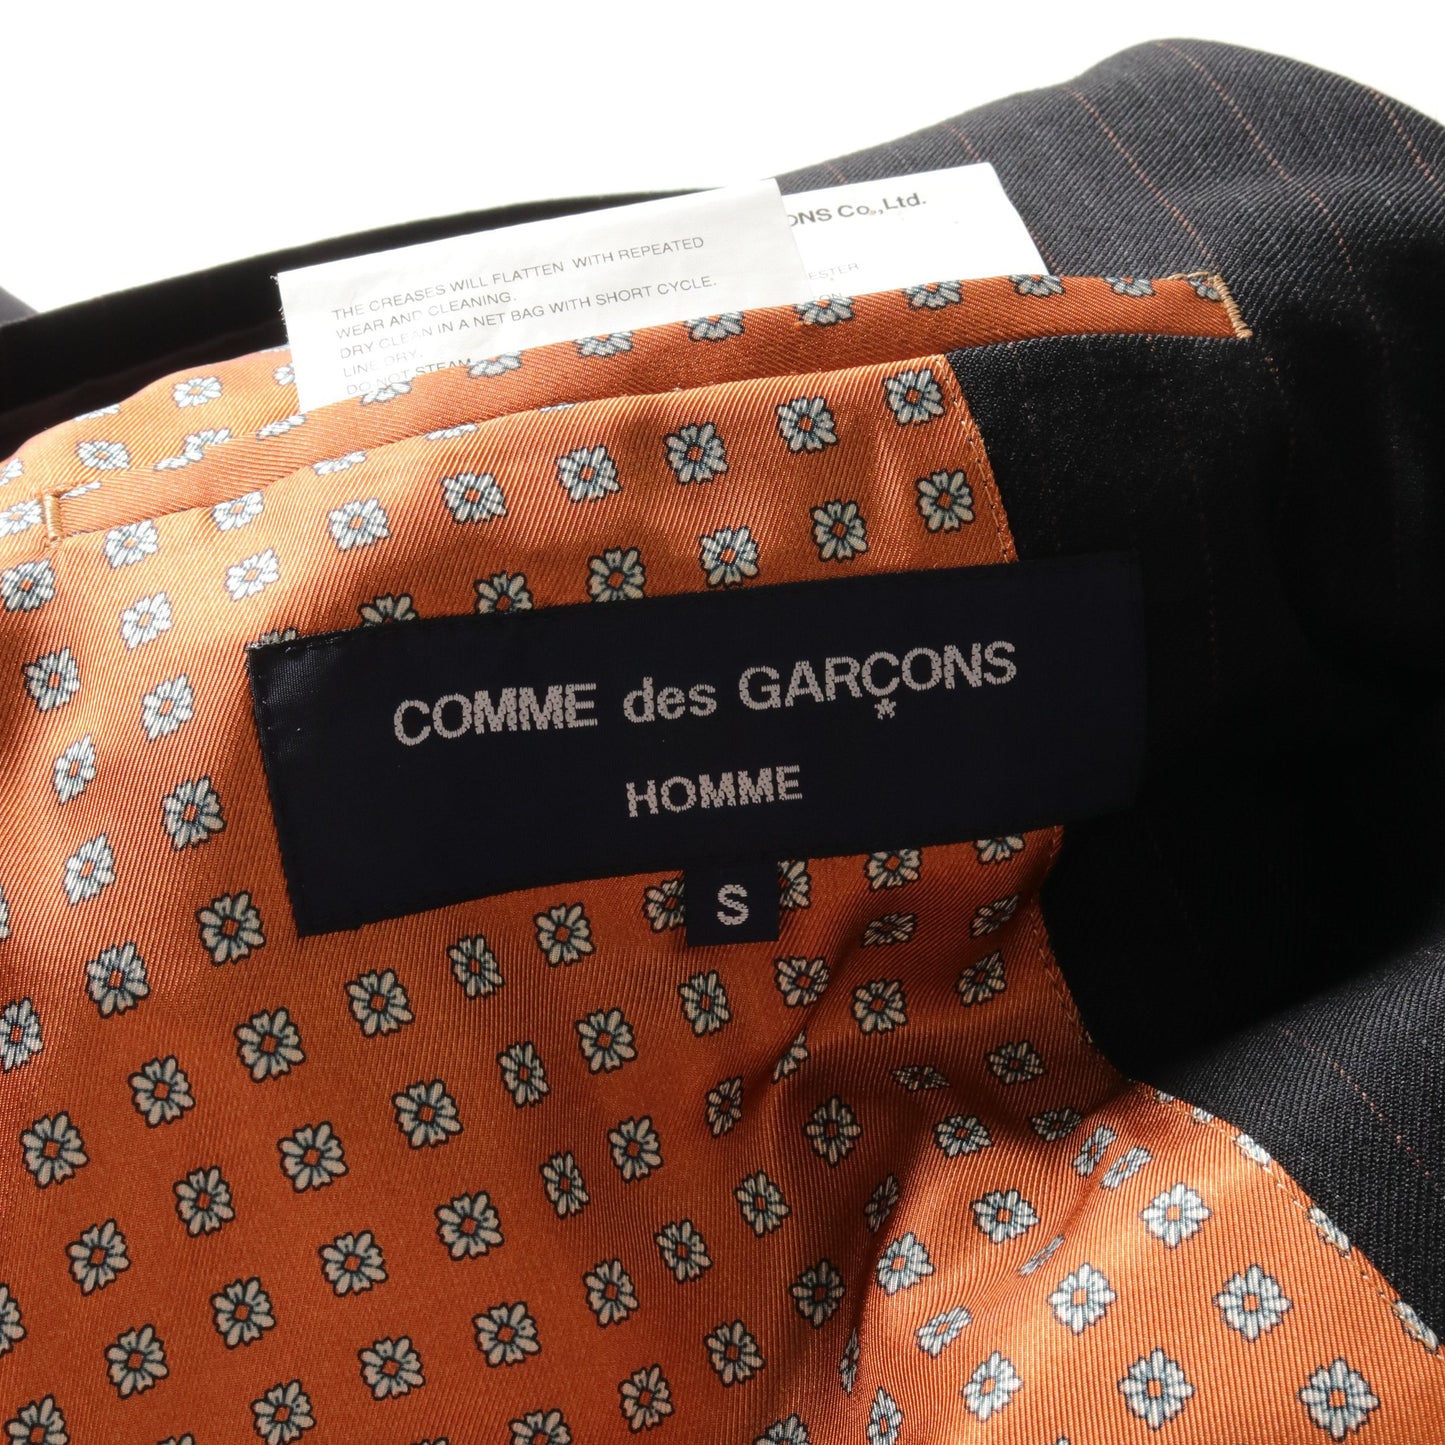 ONS Co.,Ltd.
ESTER
THE CREASES WILL FLATTEN WITH REPEATED
WEAR AND CLEANING.
DRY CLEAN IN A NET BAG WITH SHORT CYCLE.
LINE DRY.
DO NOT STEAM
COMME des GARÇONS
*
HOMME
S